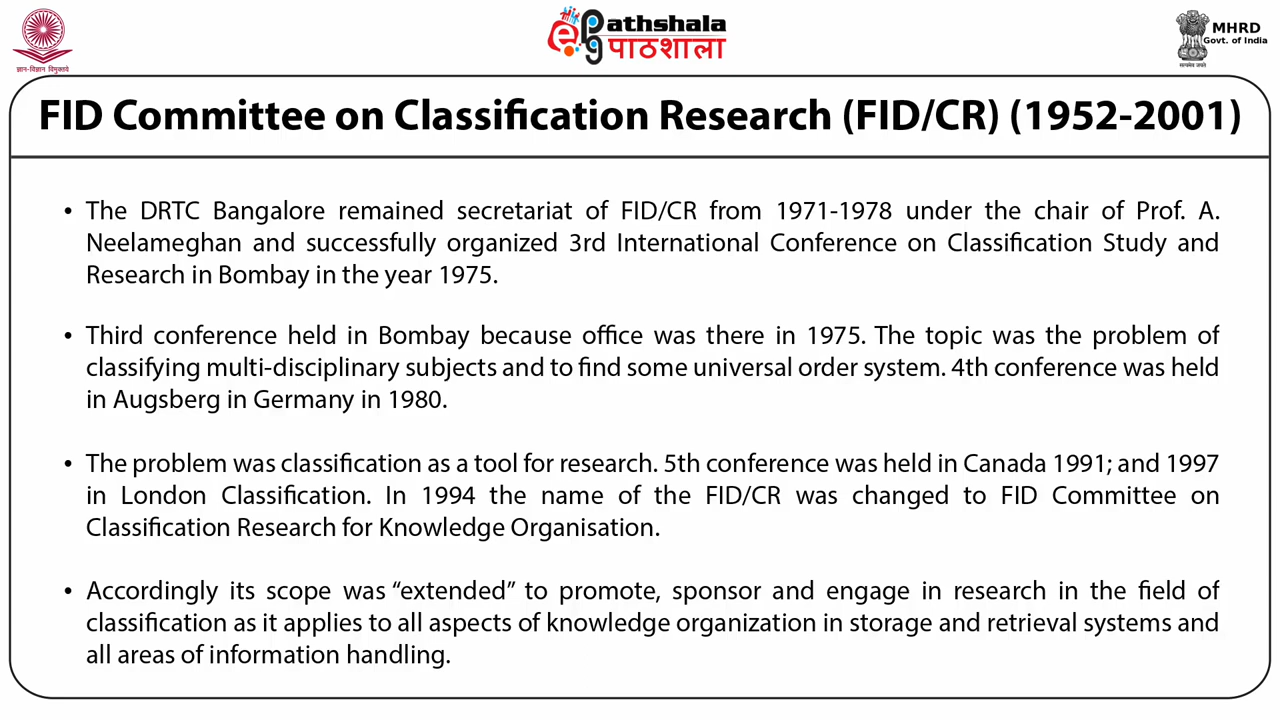 ज्ञान-विज्ञान विमुक्तये
ePathshala
पाठशाला
MHRD
Govt. of India
सत्यमेव जयते
FID Committee on Classification Research (FID/CR) (1952-2001)
• The DRTC Bangalore remained secretariat of FID/CR from 1971-1978 under the chair of Prof. A.
Neelameghan and successfully organized 3rd International Conference on Classification Study and
Research in Bombay in the year 1975.
• Third conference held in Bombay because office was there in 1975. The topic was the problem of
classifying multi-disciplinary subjects and to find some universal order system. 4th conference was held
in Augsberg in Germany in 1980.
• The problem was classification as a tool for research. 5th conference was held in Canada 1991; and 1997
in London Classification. In 1994 the name of the FID/CR was changed to FID Committee on
Classification Research for Knowledge Organisation.
• Accordingly its scope was “extended” to promote, sponsor and engage in research in the field of
classification as it applies to all aspects of knowledge organization in storage and retrieval systems and
all areas of information handling.